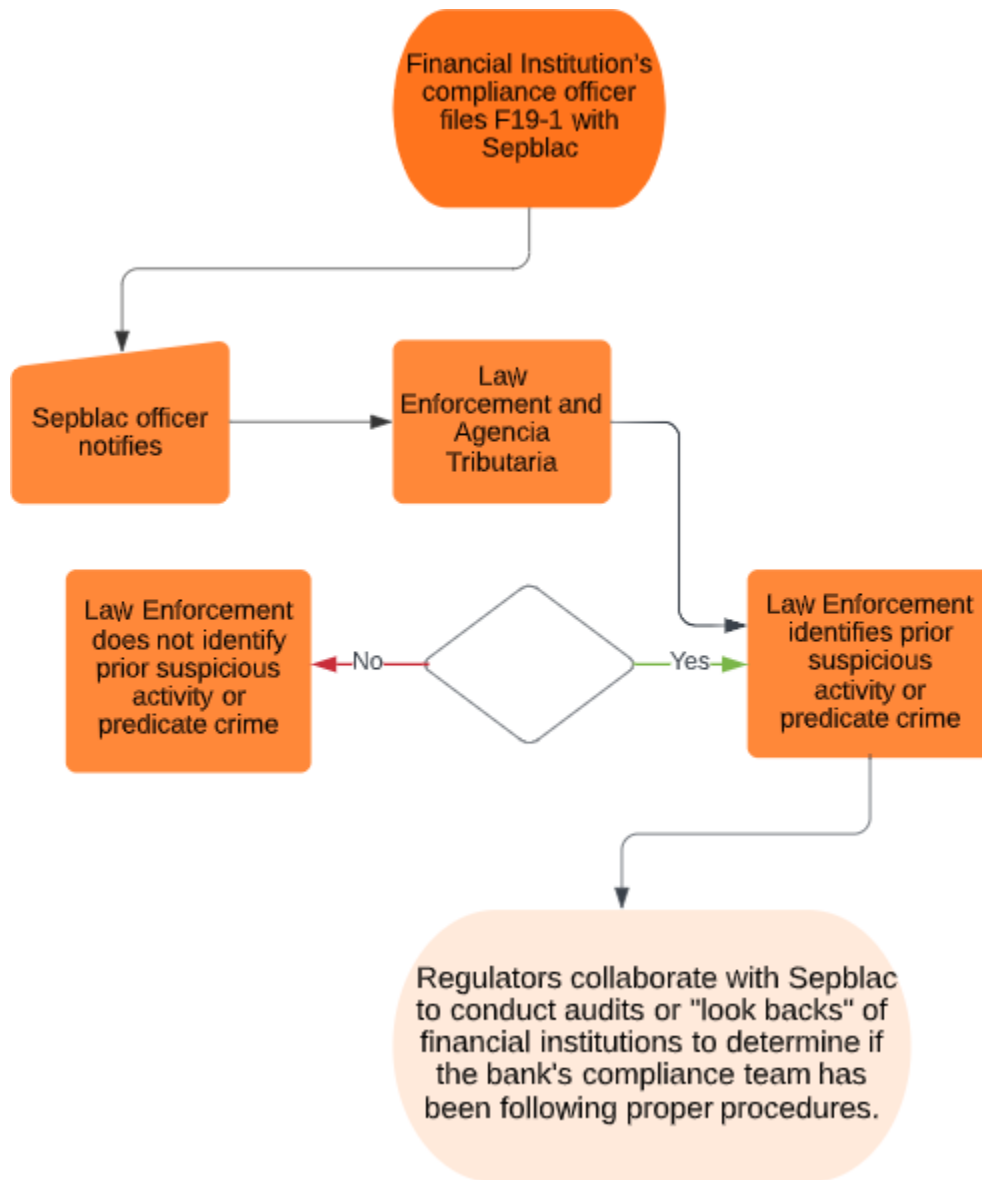 Financial Institution's
compliance officer
files F19-1 with
Sepblac
Sepblac officer
notifies
Law
Enforcement and
Agencia
Tributaria
Law Enforcement
does not identify
prior suspicious
activity or
predicate crime
No
Yes
Law Enforcement
identifies prior
suspicious
activity or
predicate crime
Regulators collaborate with Sepblac
to conduct audits or "look backs" of
financial institutions to determine if
the bank's compliance team has
been following proper procedures.